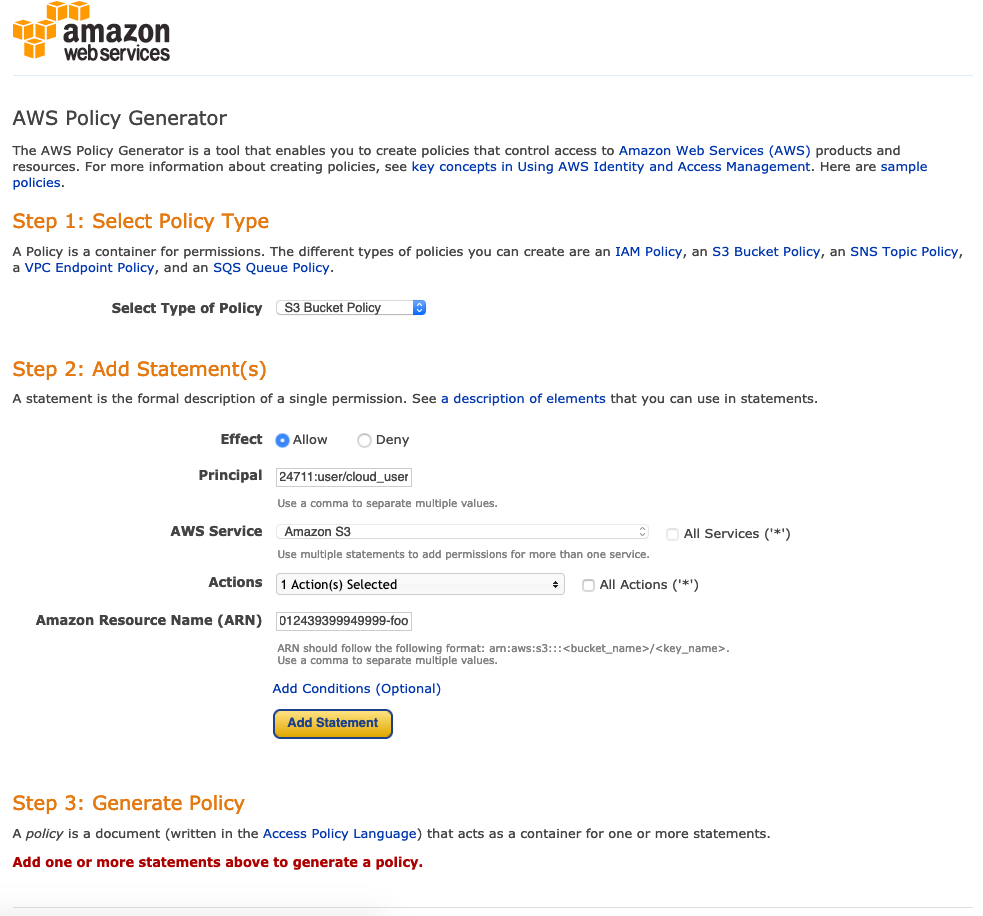 amazon
web services
AWS Policy Generator
The AWS Policy Generator is a tool that enables you to create policies that control access to Amazon Web Services (AWS) products and
resources. For more information about creating policies, see key concepts in Using AWS Identity and Access Management. Here are sample
policies.
Step 1: Select Policy Type
A Policy is a container for permissions. The different types of policies you can create are an IAM Policy, an S3 Bucket Policy, an SNS Topic Policy,
a VPC Endpoint Policy, and an SQS Queue Policy.
Select Type of Policy S3 Bucket Policy
Step 2: Add Statement(s)
A statement is the formal description of a single permission. See a description of elements that you can use in statements.
Effect Allow Deny
Principal 24711:user/cloud_user
Use a comma to separate multiple values.
AWS Service Amazon S3 All Services ('*')
Use multiple statements to add permissions for more than one service.
Actions 1 Action(s) Selected All Actions ('*')
Amazon Resource Name (ARN) 012439399949999-foo
ARN should follow the following format: arn:aws:s3:::<bucket_name>/<key_name>.
Use a comma to separate multiple values.
Add Conditions (Optional)
Add Statement
Step 3: Generate Policy
A policy is a document (written in the Access Policy Language) that acts as a container for one or more statements.
Add one or more statements above to generate a policy.